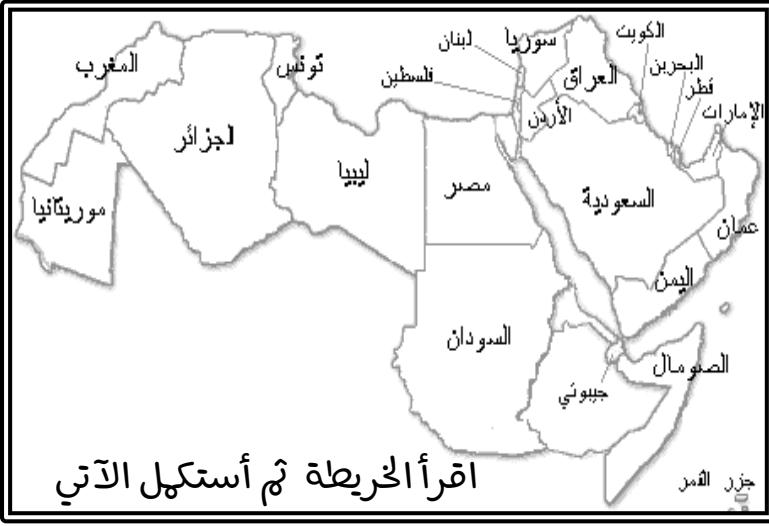 المغرب
تونس
الجزائر
ليبيا
موريتانيا
مصر
السودان
لبنان
سوريا
فلسطين
الأردن
العراق
الكويت
البحرين
قطر
الإمارات
السعودية
عمان
اليمن
الصومال
جيبوتي
جزر القمر
اقرأ الخريطة ثم أستكمل الآتي